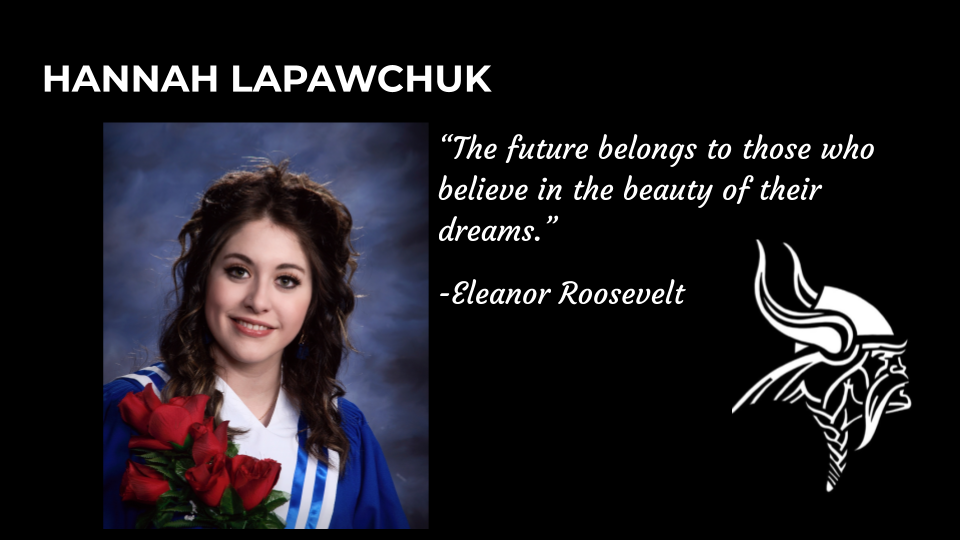 HANNAH LAPAWCHUK
“The future belongs to those who
believe in the beauty of their
dreams.”
-Eleanor Roosevelt